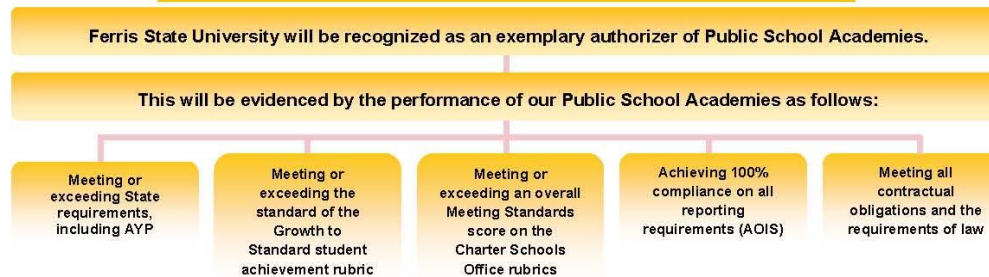 Ferris State University will be recognized as an exemplary authorizer of Public School Academies.
This will be evidenced by the performance of our Public School Academies as follows:
Meeting or
exceeding State
requirements,
including AYP
Meeting or
exceeding the
standard of the
Growth to
Standard student
achievement rubric
Meeting or
exceeding an overall
Meeting Standards
score on the
Charter Schools
Office rubrics
Achieving 100%
compliance on all
reporting
requirements (AOIS)
Meeting all
contractual
obligations and the
requirements of law